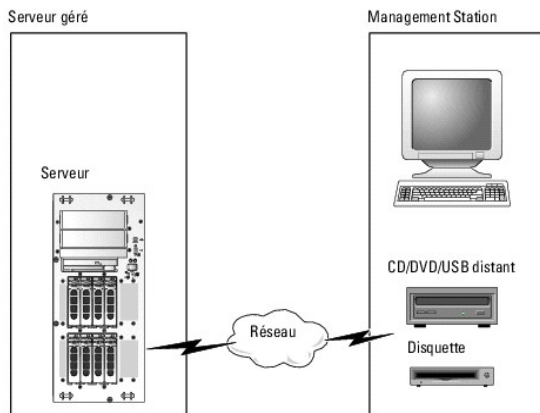 Serveur géré
Management Station
Serveur
CD/DVD/USB distant
Réseau
Disquette